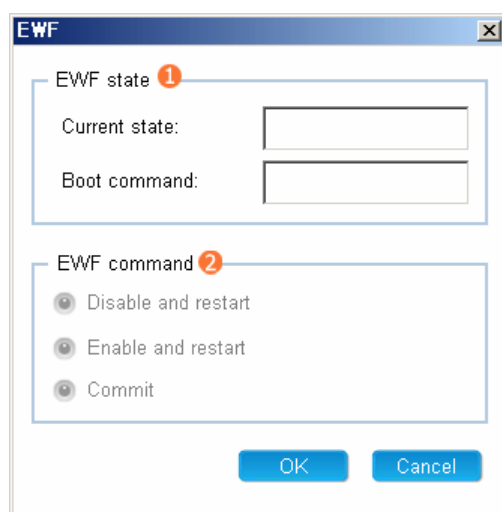 EWF
EWF state 1
Current state:
Boot command:
EWF command 2
Disable and restart
Enable and restart
Commit
OK Cancel